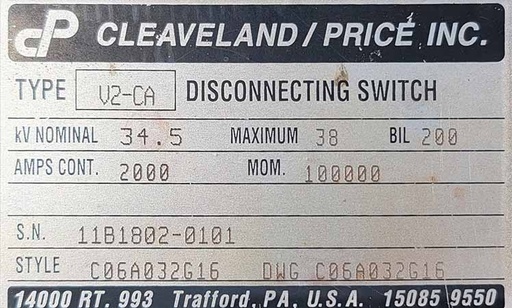 cP CLEAVELAND / PRICE INC.
TYPE V2-CA DISCONNECTING SWITCH
kV NOMINAL 34.5 MAXIMUM 38 BIL 200
AMPS CONT. 2000 MOM. 100000
S.N. 11B1802-0101
STYLE C06A032G16 DWG C06A032G16
14000 RT. 993 Trafford, PA, U.S.A. 15085 9550